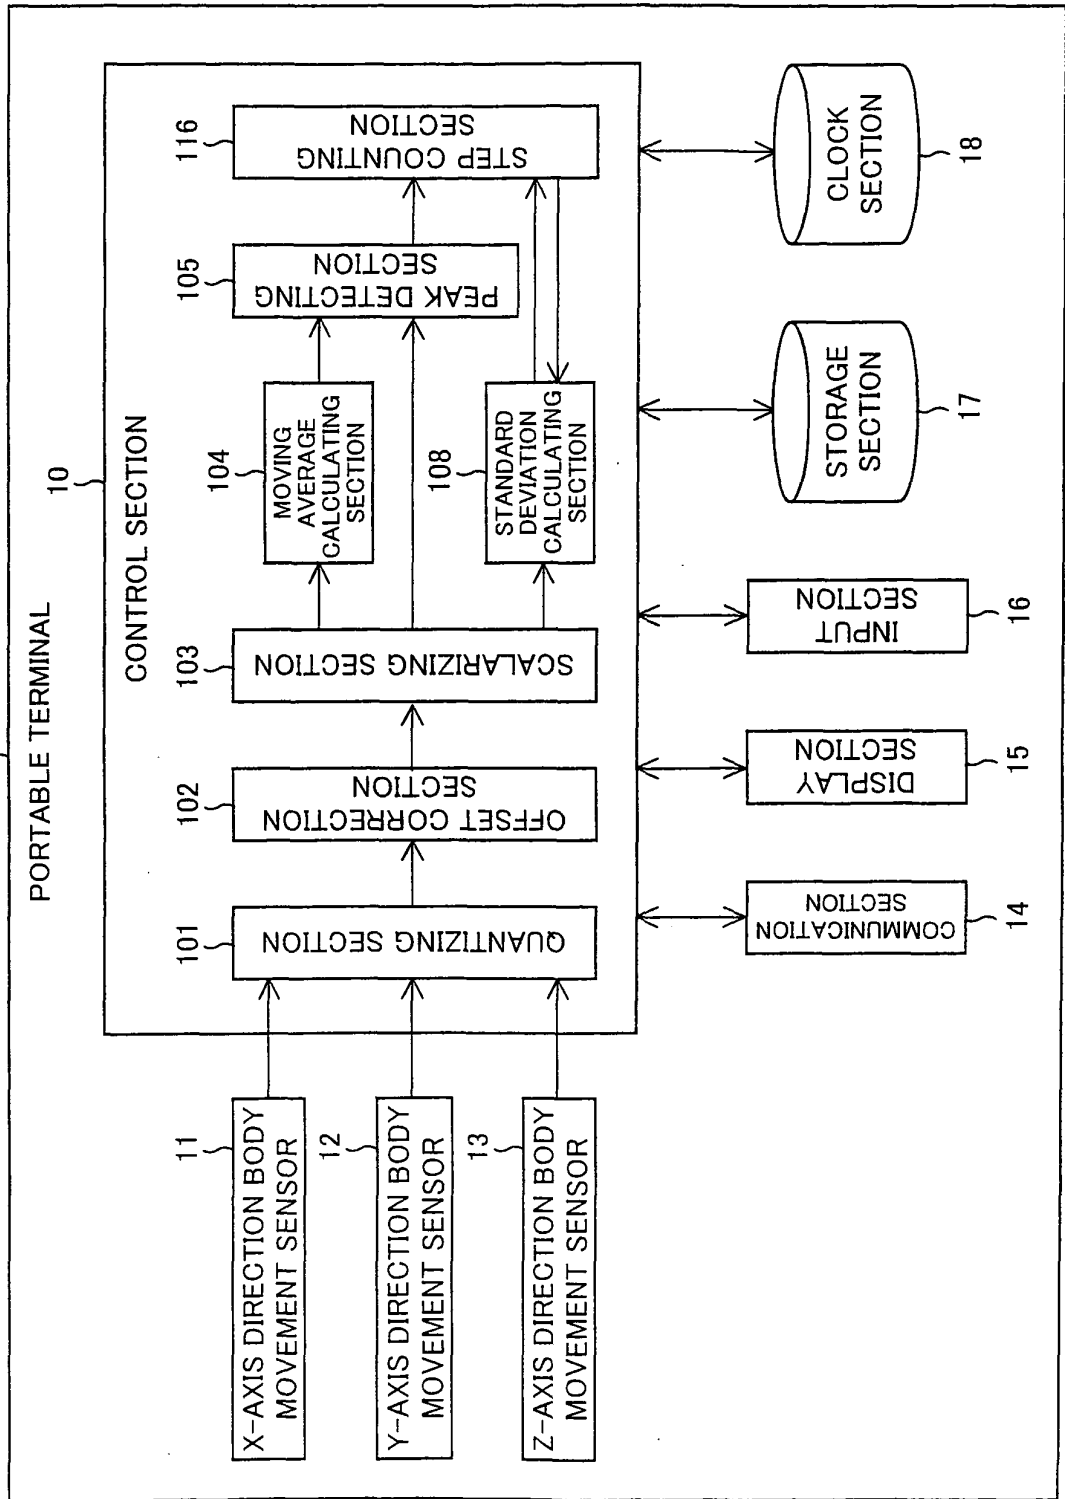 PORTABLE TERMINAL
10
CONTROL SECTION
11
X-AXIS DIRECTION BODY
MOVEMENT SENSOR
12
Y-AXIS DIRECTION BODY
MOVEMENT SENSOR
13
Z-AXIS DIRECTION BODY
MOVEMENT SENSOR
101
QUANTIZING SECTION
102
OFFSET CORRECTION
SECTION
103
SCALARIZING SECTION
104
MOVING
AVERAGE
CALCULATING
SECTION
108
STANDARD
DEVIATION
CALCULATING
SECTION
105
PEAK DETECTING
SECTION
116
STEP COUNTING
SECTION
COMMUNICATION
SECTION
14
DISPLAY
SECTION
15
INPUT
SECTION
16
STORAGE
SECTION
17
CLOCK
SECTION
18